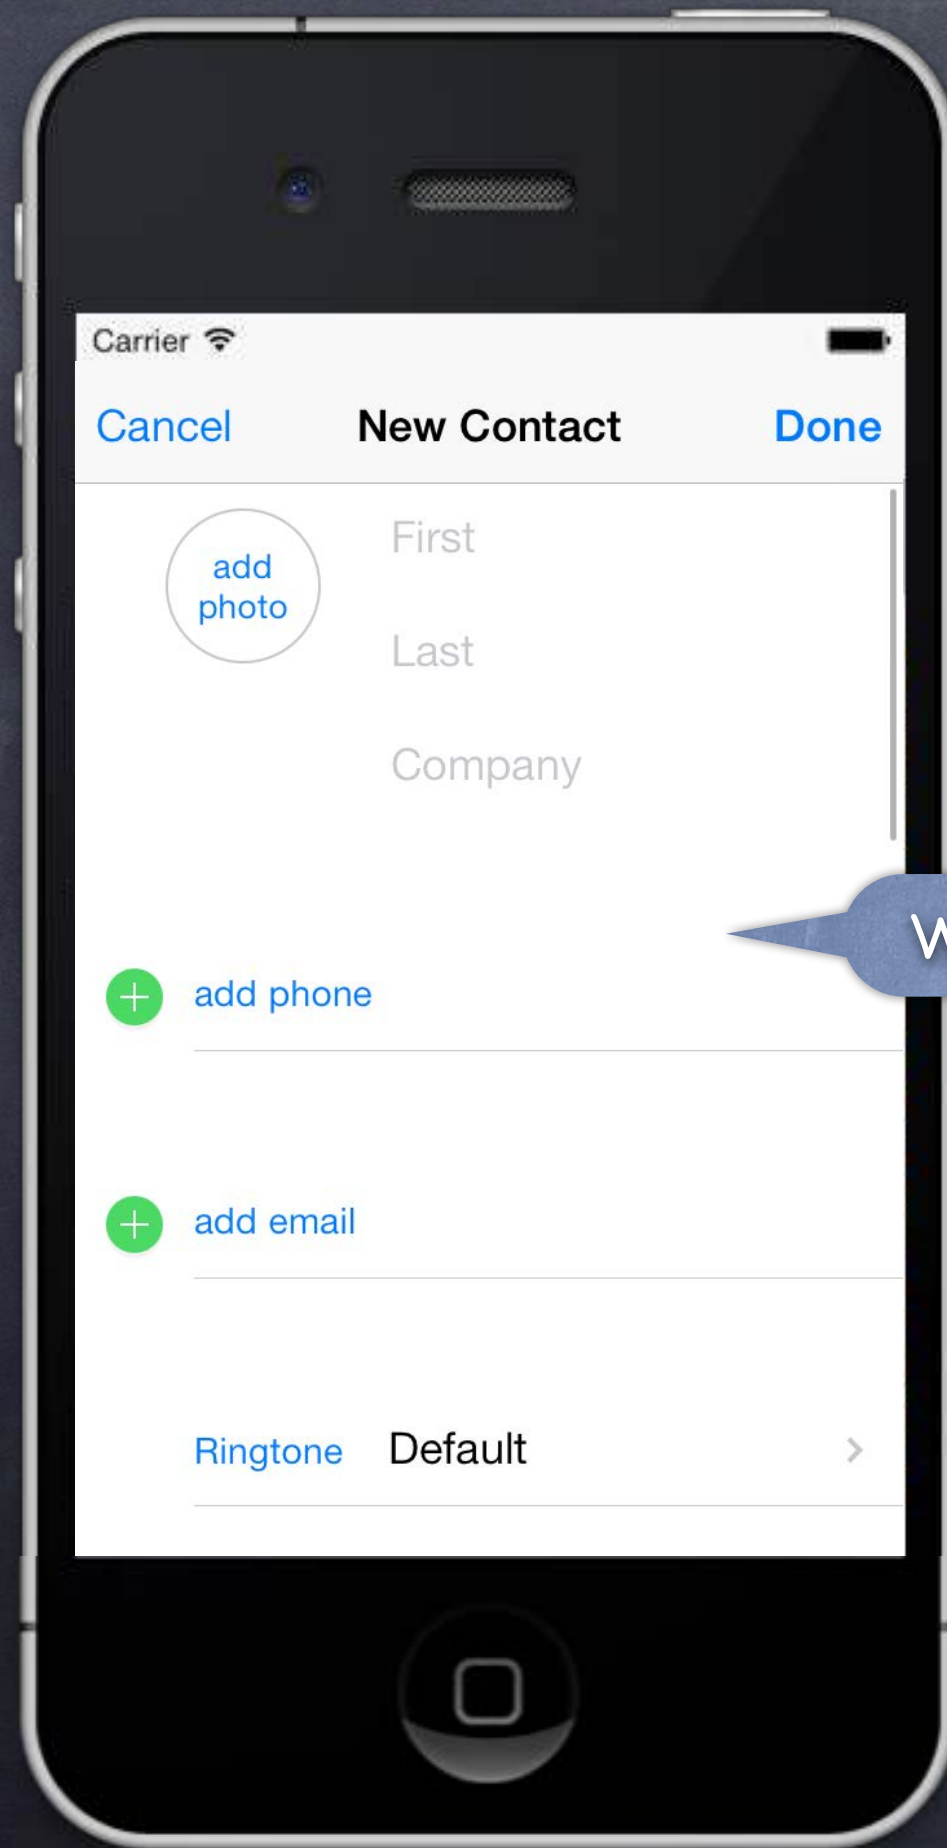 Carrier
Cancel New Contact Done
add
photo
First
Last
Company
add phone
add email
Ringtone Default